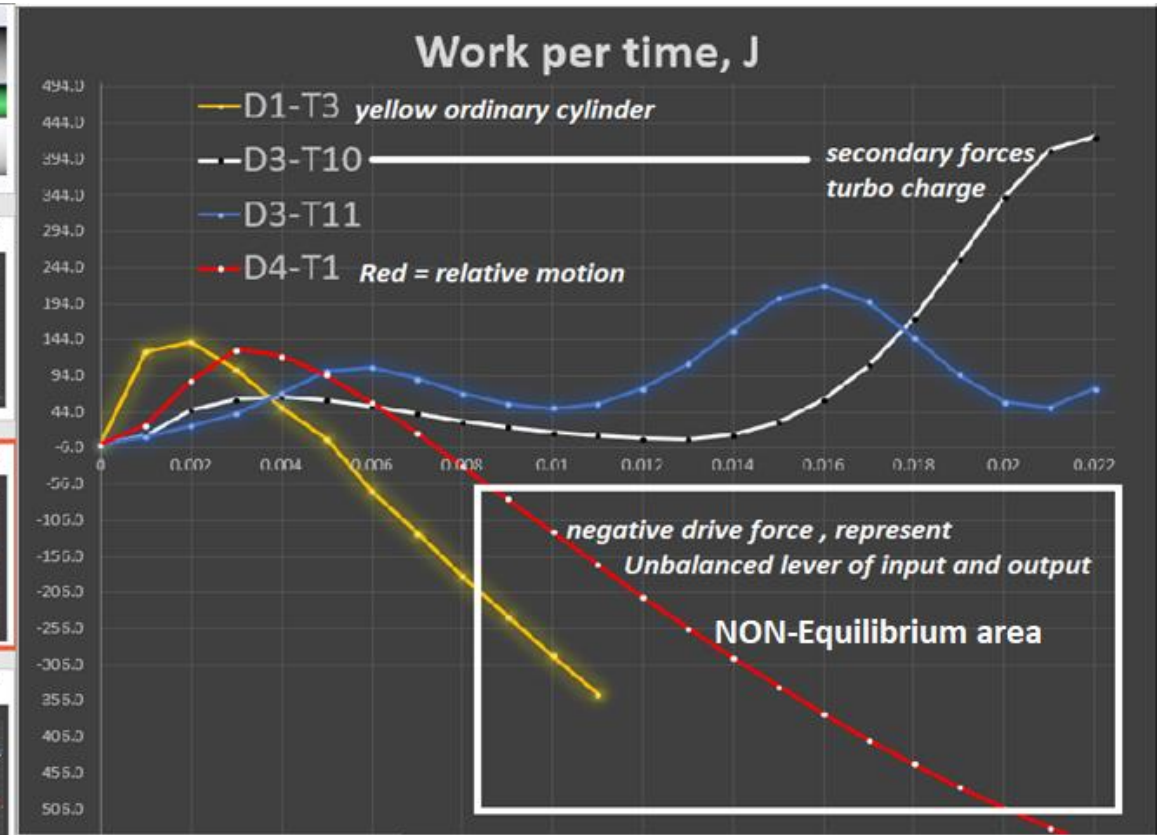 Work per time, J
494.0
444.0
394.0
344.0
294.0
244.0
194.0
144.0
94.0
44.0
-6.0
-56.0
-106.0
-156.0
-206.0
-256.0
-306.0
356.0
406.0
456.0
506.0
D1-T3 yellow ordinary cylinder
D3-T10
secondary forces
turbo charge
D3-T11
D4-T1 Red = relative motion
0 0.002 0.004 0.006 0.008 0.01 0.012 0.014 0.016 0.018 0.02 0.022
negative drive force , represent
Unbalanced lever of input and output
NON-Equilibrium area